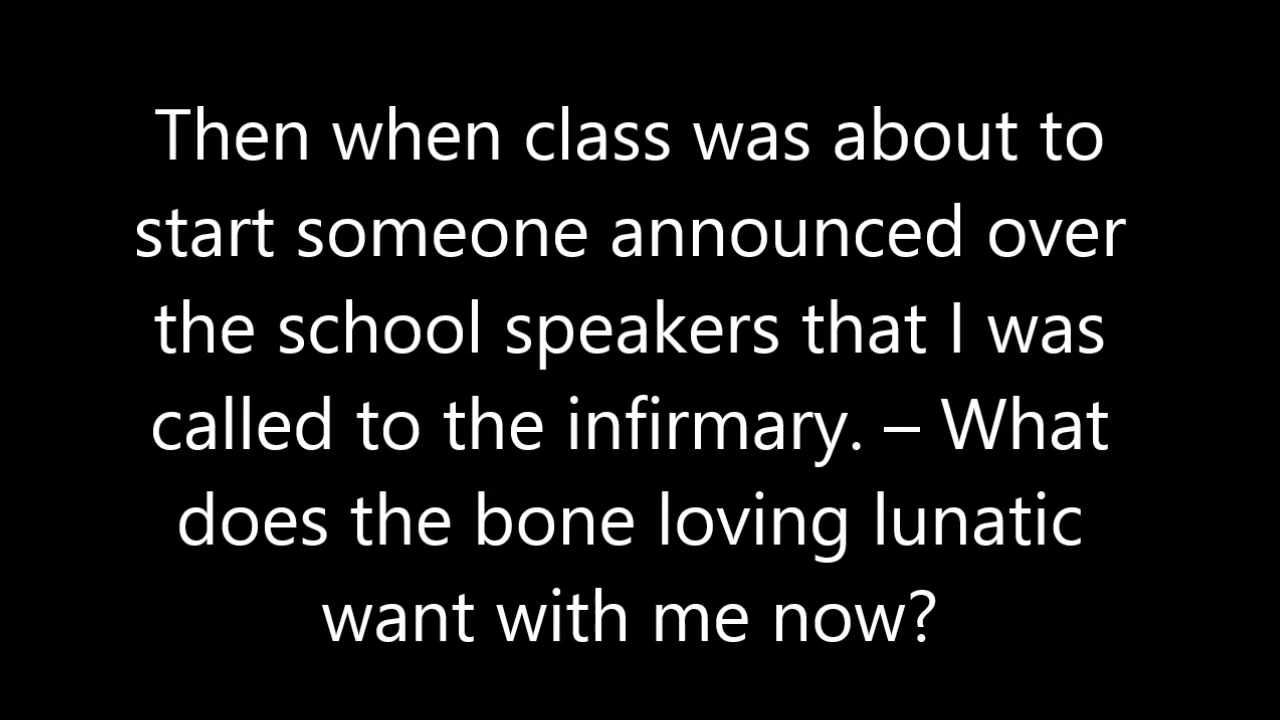 Then when class was about to
start someone announced over
the school speakers that I was
called to the infirmary. – What
does the bone loving lunatic
want with me now?